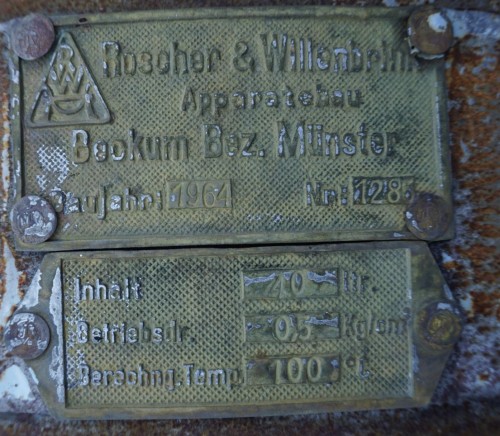 RW
Roscher & Willenbrink
Apparatebau
Beckum Bez. Münster
Baujahr: 1964 Nr: 1285
Inhalt 40 ltr.
Betriebsdr. 0,5 Kg/cm²
Berechng. Temp. 100 °C